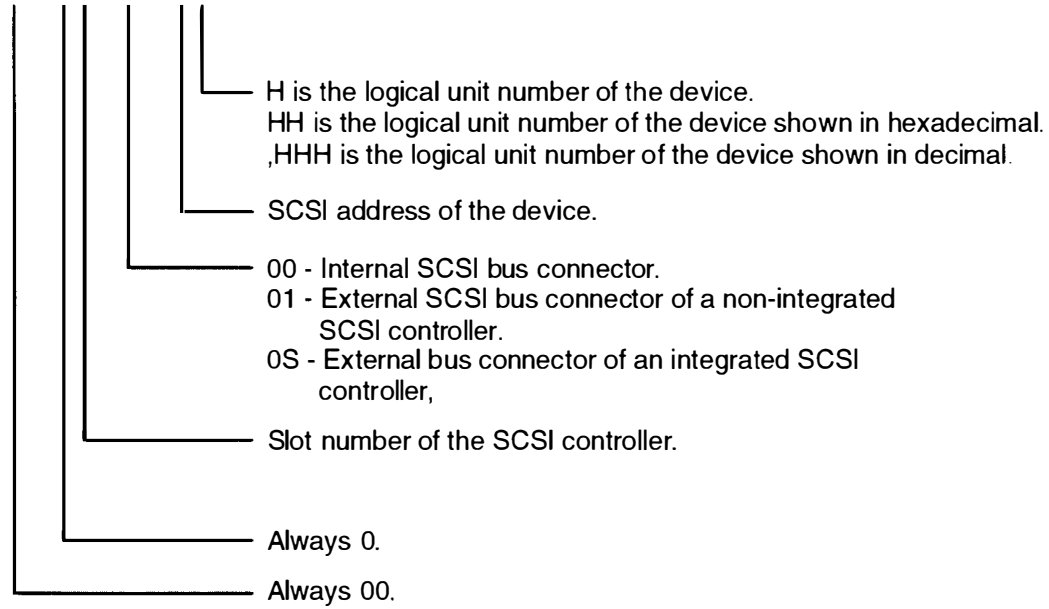 H is the logical unit number of the device.
HH is the logical unit number of the device shown in hexadecimal.
,HHH is the logical unit number of the device shown in decimal.
SCSI address of the device.
00 - Internal SCSI bus connector.
01 - External SCSI bus connector of a non-integrated
SCSI controller.
0S - External bus connector of an integrated SCSI
controller,
Slot number of the SCSI controller.
Always 0.
Always 00.